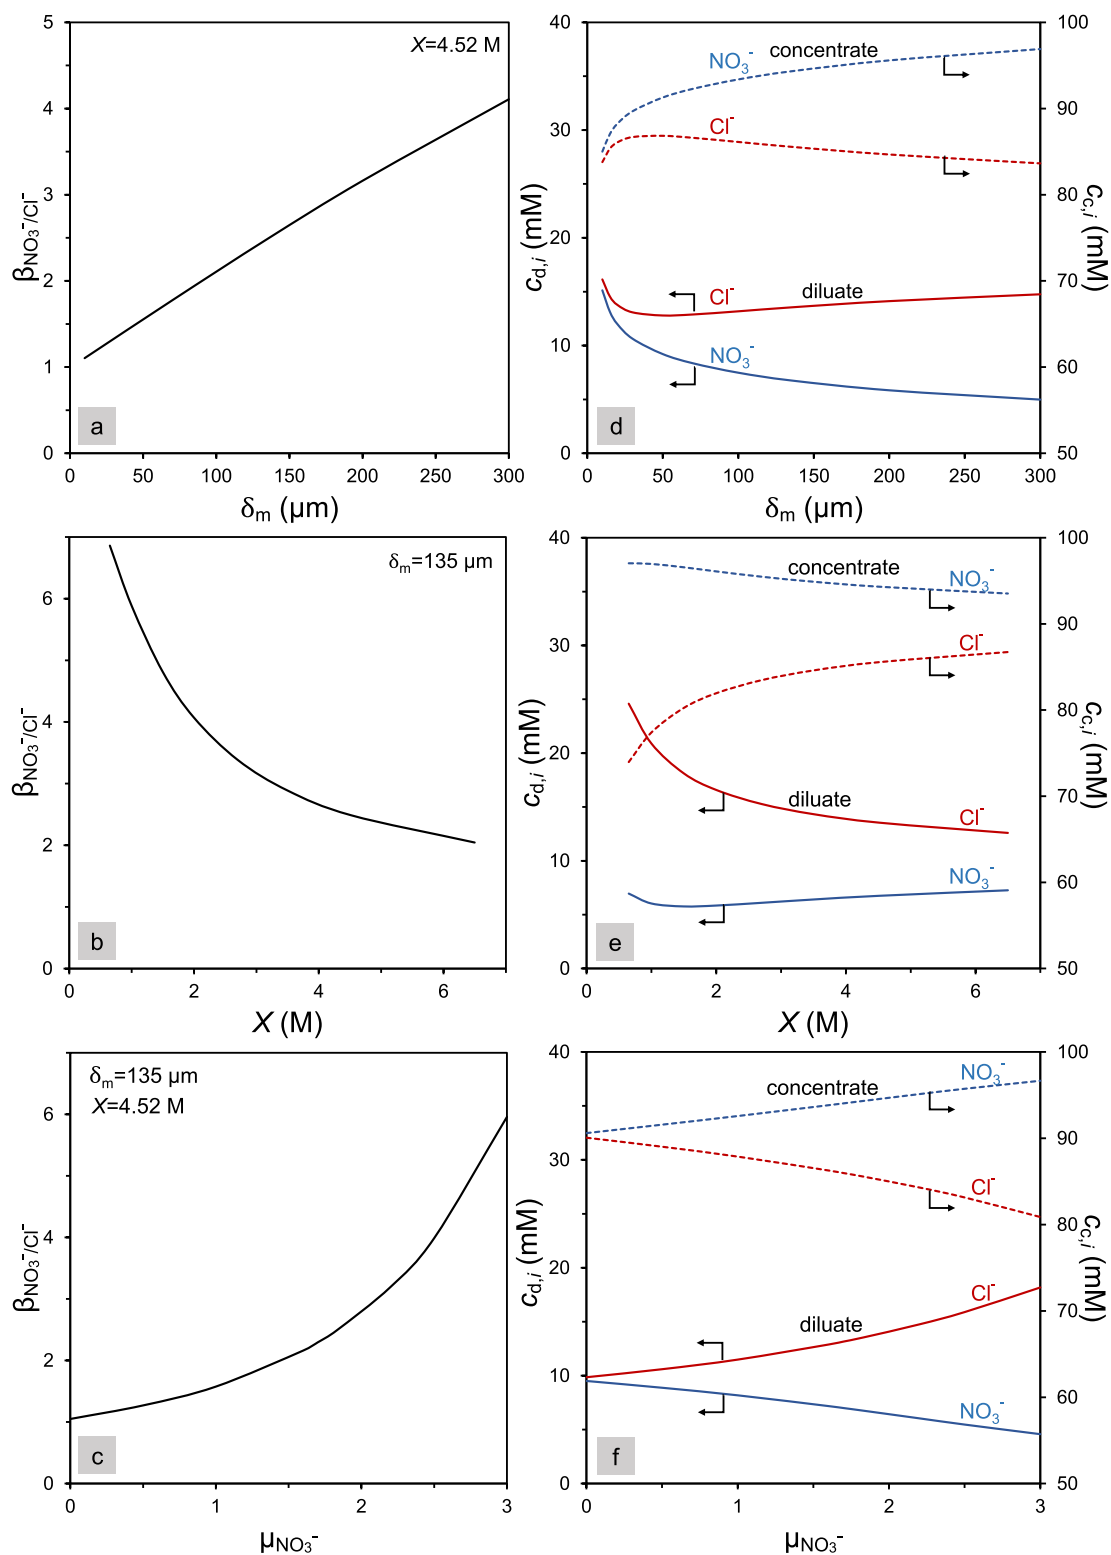 X=4.52 M
β NO₃⁻/Cl⁻
5
4
3
2
1
0
0 50 100 150 200 250 300
δm (µm)
a
concentrate
NO₃⁻
Cl⁻
Cl⁻
diluate
NO₃⁻
cd,i (mM)
40
30
20
10
0
cc,i (mM)
100
90
80
70
60
50
0 50 100 150 200 250 300
δm (µm)
d
δm=135 µm
β NO₃⁻/Cl⁻
6
4
2
0
0 2 4 6
X (M)
b
concentrate
NO₃⁻
Cl⁻
diluate
Cl⁻
NO₃⁻
cd,i (mM)
40
30
20
10
0
cc,i (mM)
100
90
80
70
60
50
0 2 4 6
X (M)
e
δm=135 µm
X=4.52 M
β NO₃⁻/Cl⁻
6
4
2
0
0 1 2 3
µNO₃⁻
c
NO₃⁻
concentrate
Cl⁻
Cl⁻
diluate
NO₃⁻
cd,i (mM)
40
30
20
10
0
cc,i (mM)
100
90
80
70
60
50
0 1 2 3
µNO₃⁻
f